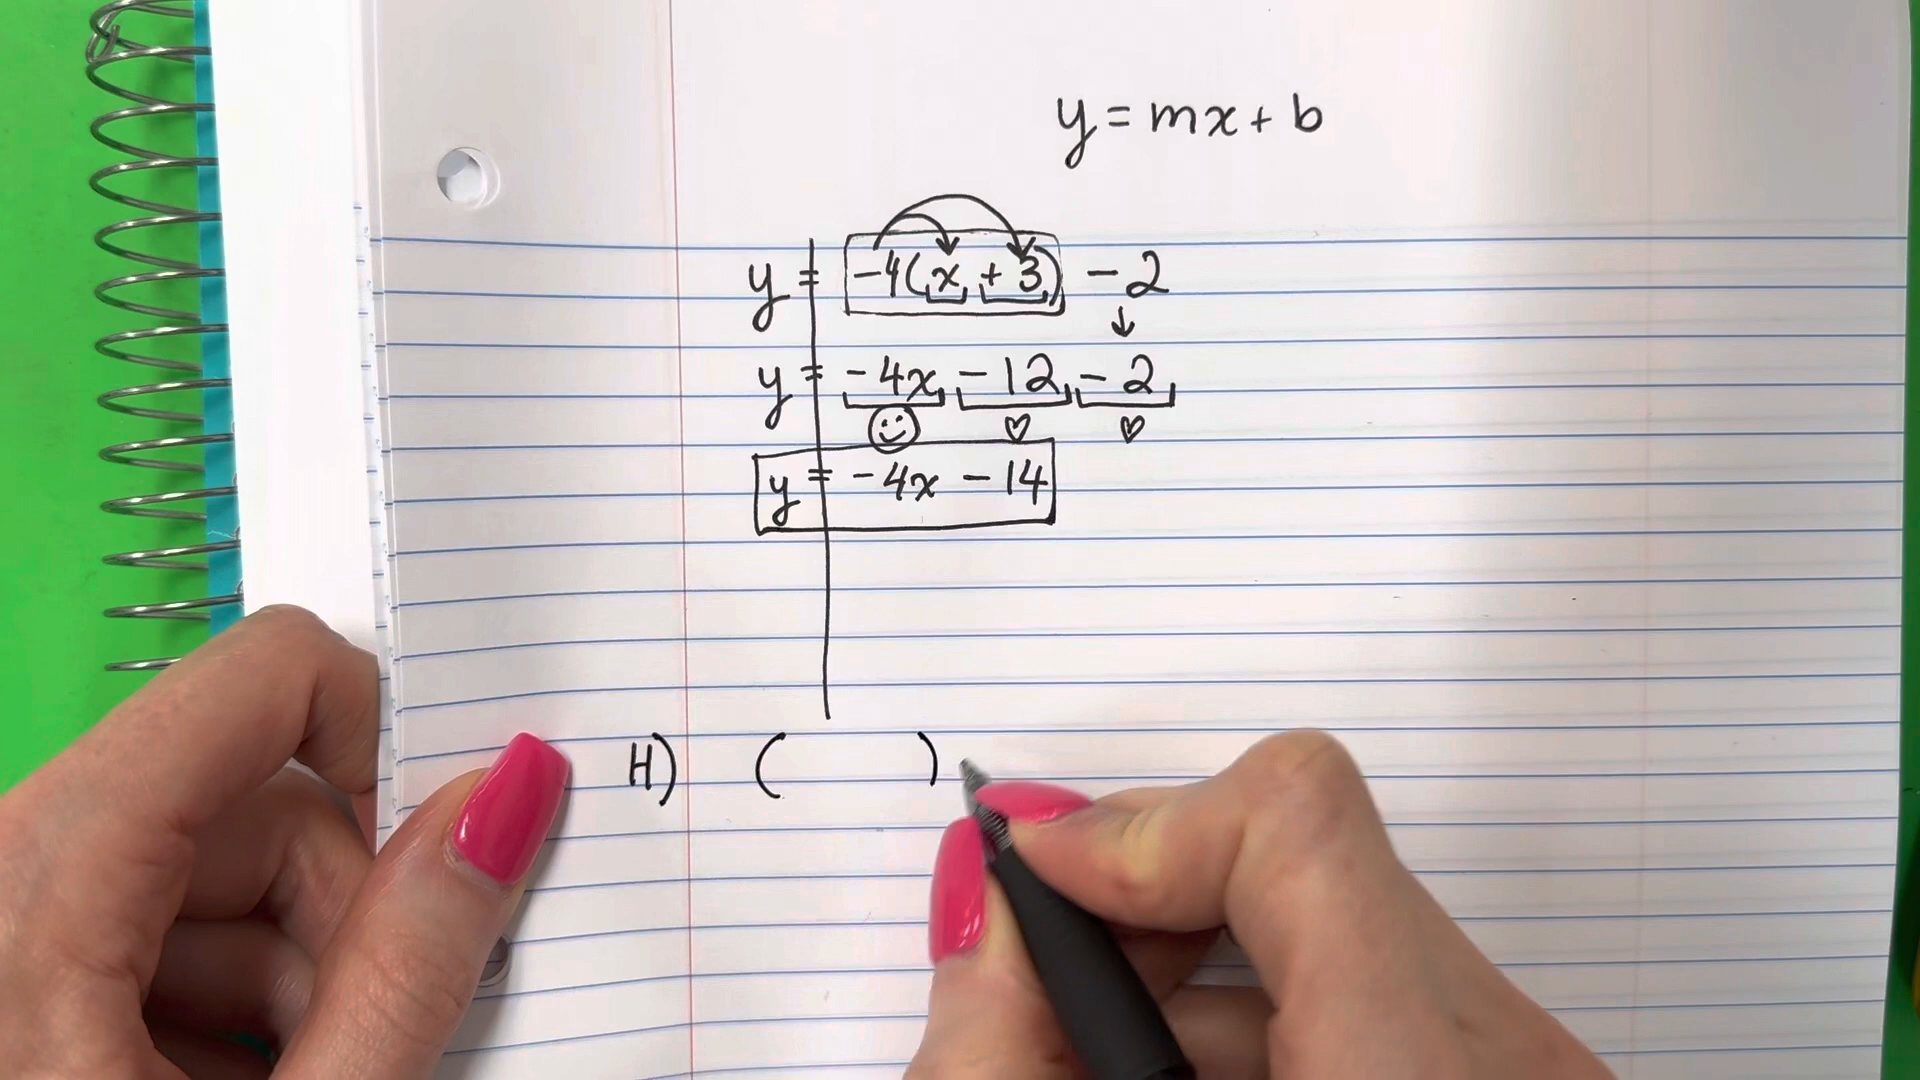 y = mx + b
y = -4(x + 3) - 2
y = -4x - 12 - 2
y = -4x - 14
H) ( )